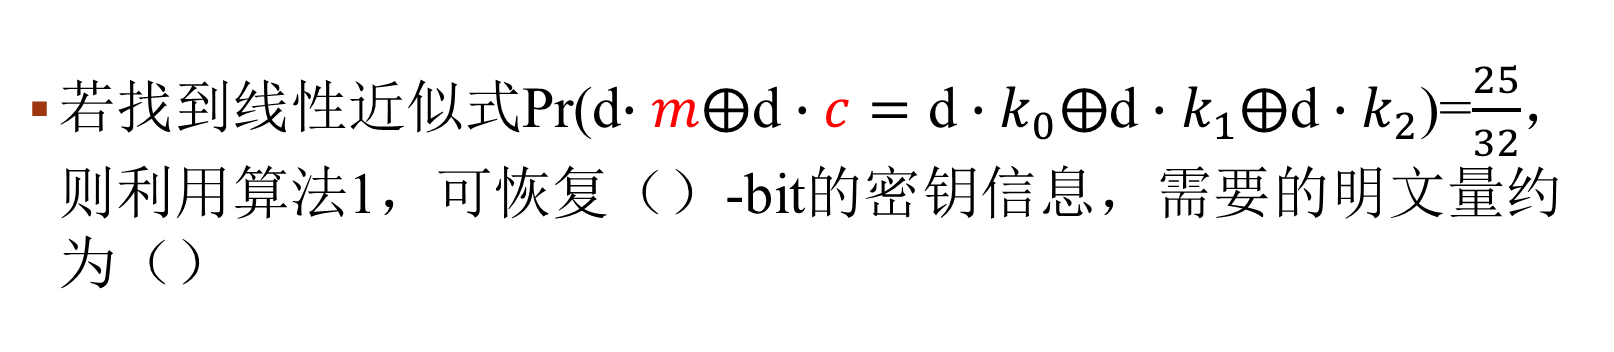 ▪若找到线性近似式Pr(d· m⊕d · c = d · k₀⊕d · k₁⊕d · k₂)=25/32，
则利用算法1，可恢复（）-bit的密钥信息，需要的明文量约
为（）